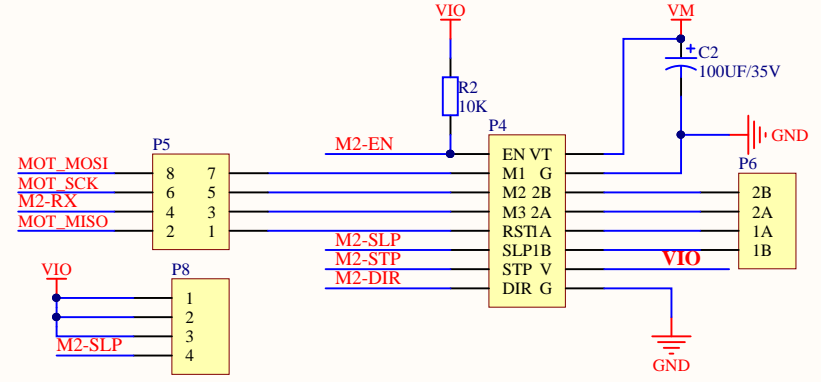 VIO
VM
C2
100UF/35V
R2
10K
GND
P5
M2-EN
P4
P6
MOT_MOSI
MOT_SCK
M2-RX
MOT_MISO
8 7
6 5
4 3
2 1
EN VT
M1 G
M2 2B
M3 2A
RST1A
SLP1B
STP V
DIR G
2B
2A
1A
1B
M2-SLP
M2-STP
M2-DIR
VIO
VIO
P8
1
2
3
4
M2-SLP
GND